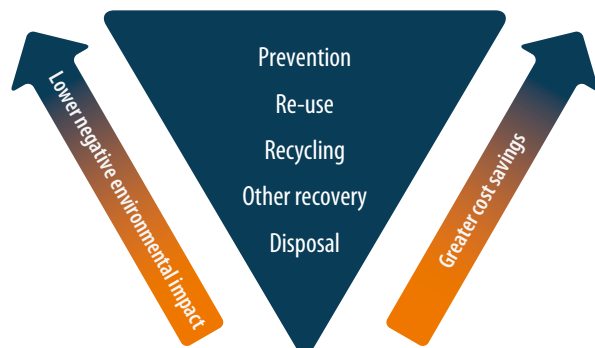 Prevention
Re-use
Recycling
Other recovery
Disposal
Lower negative environmental impact
Greater cost savings